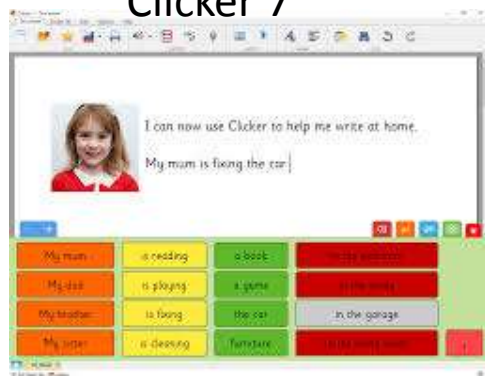 Clicker 7
I can now use Clicker to help me write at home.
My mum is fixing the car
My mum is reading a book
My dad is playing a game
My brother is fixing the car in the garage
My sister is cleaning furniture